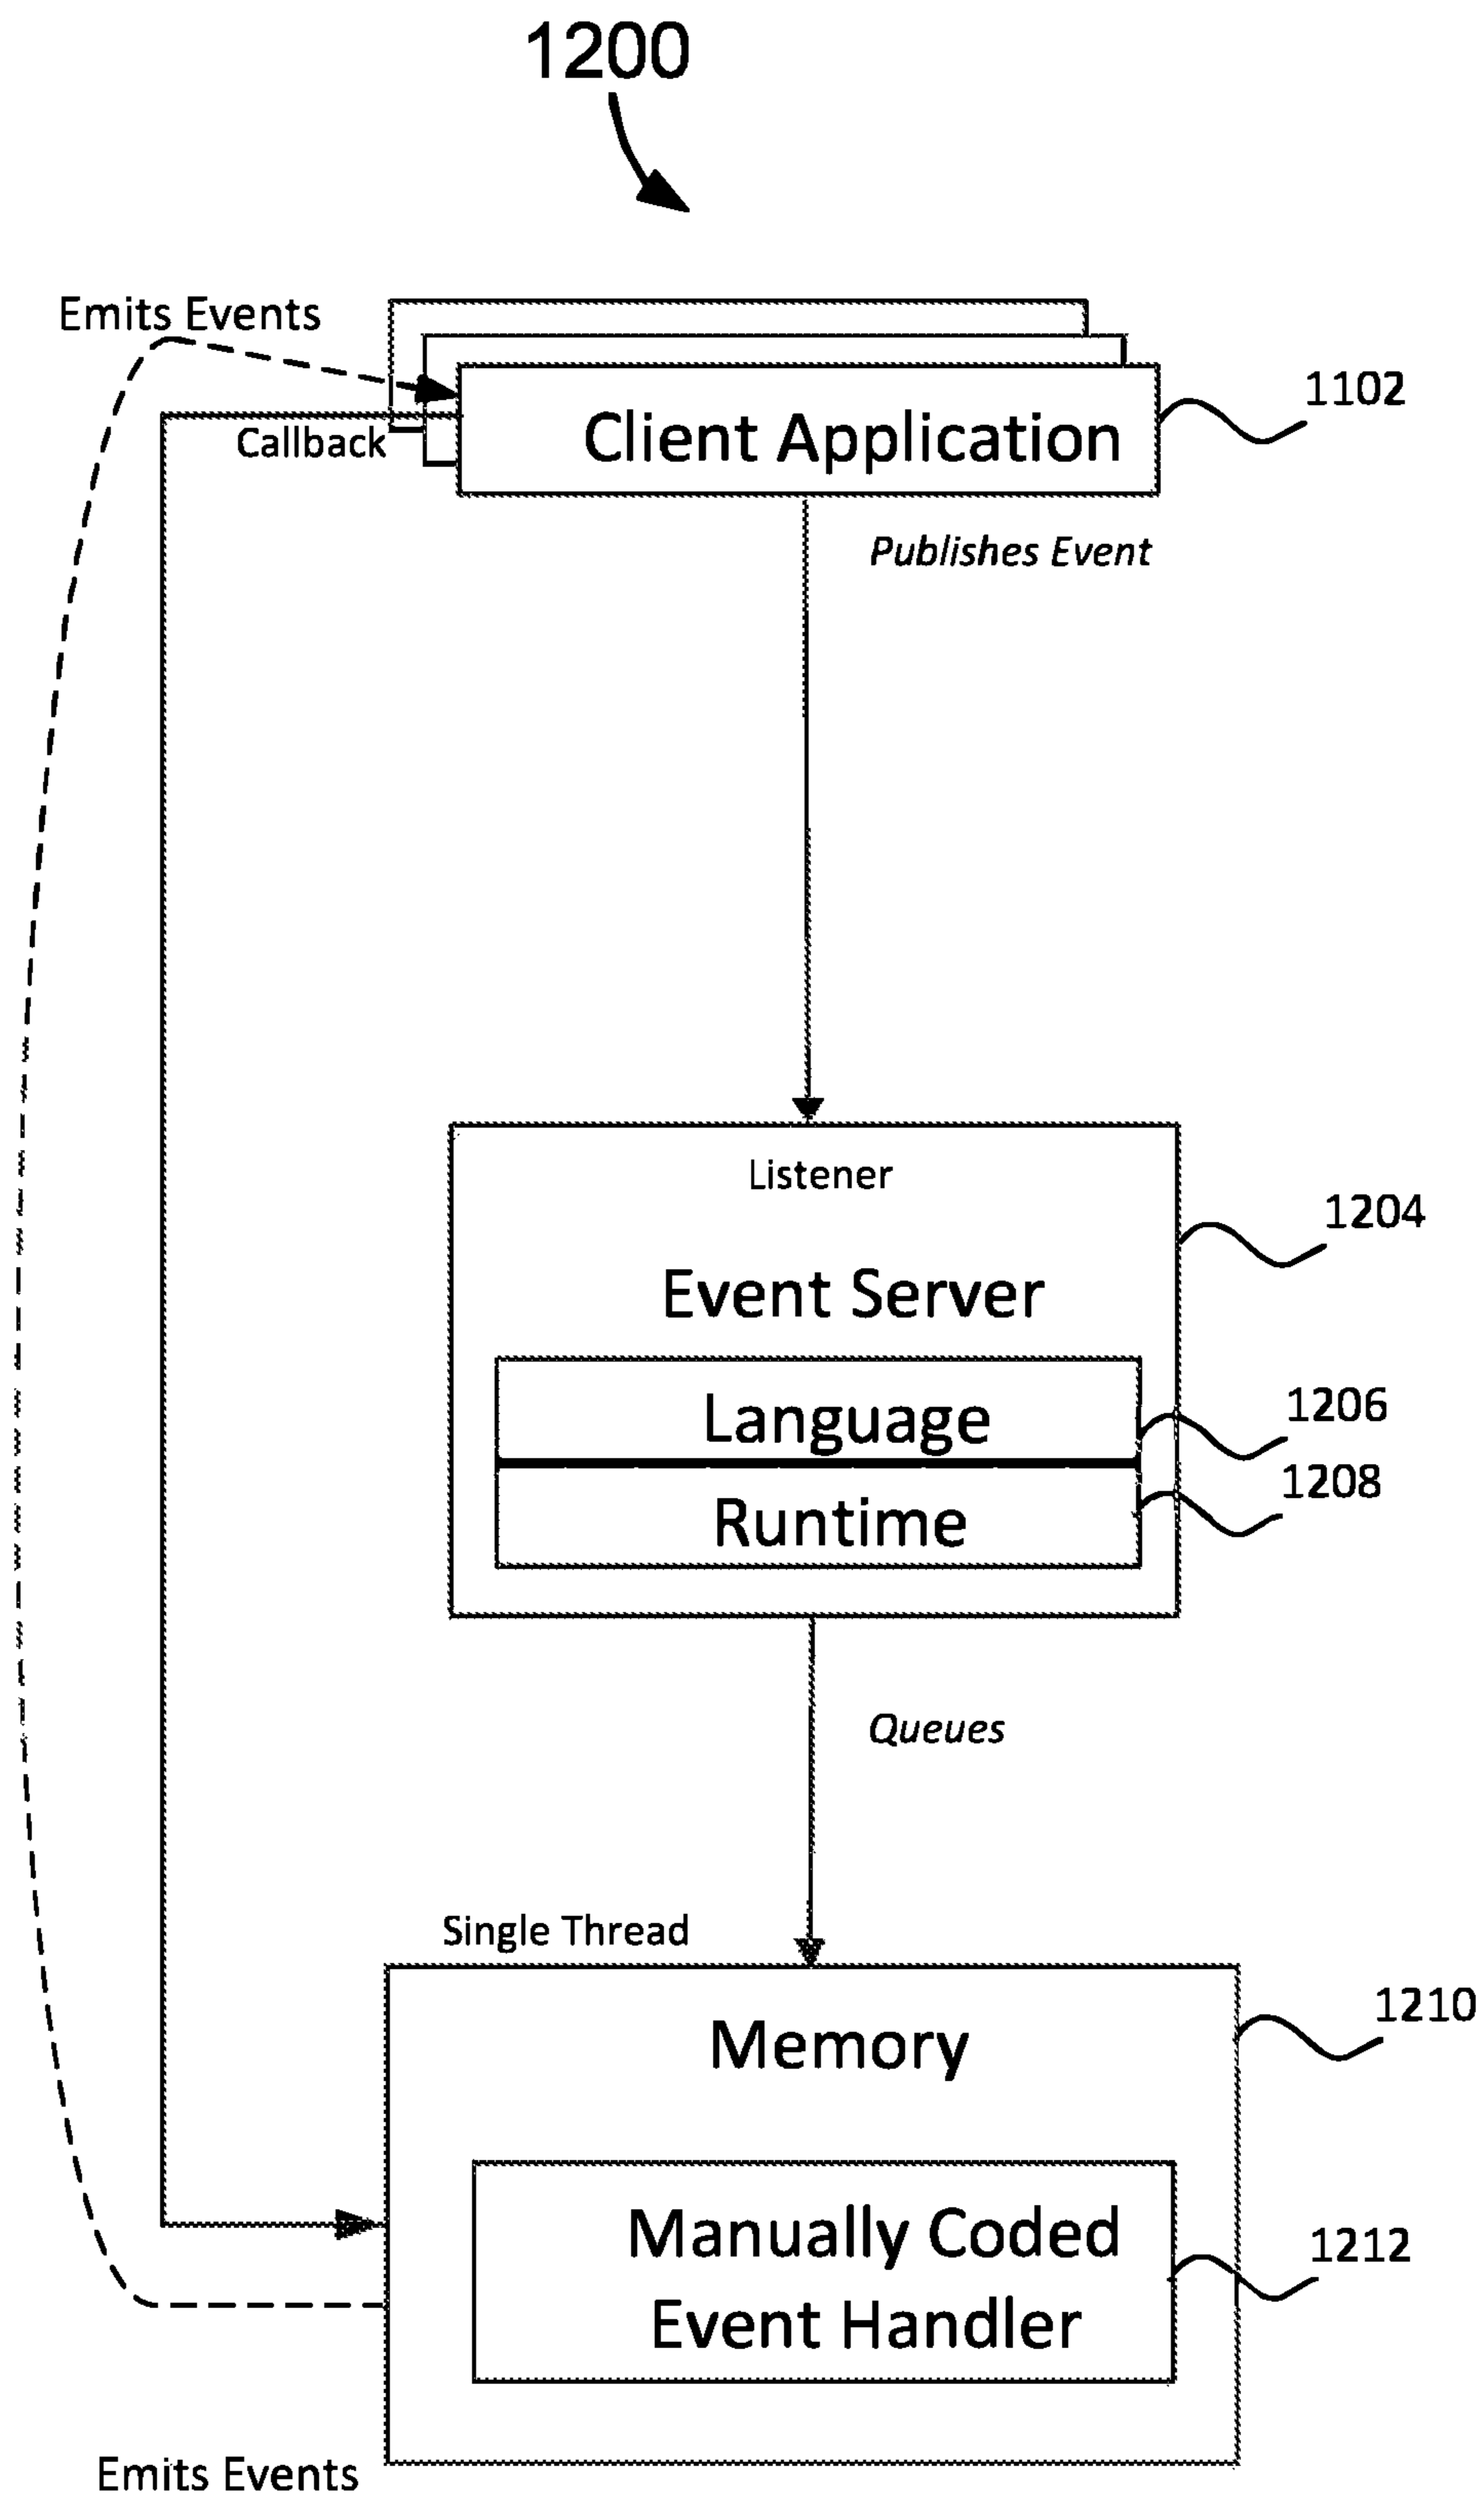 1200
Emits Events
1102
Callback
Client Application
Publishes Event
Listener
1204
Event Server
Language
1206
1208
Runtime
Queues
Single Thread
1210
Memory
Manually Coded
1212
Event Handler
Emits Events